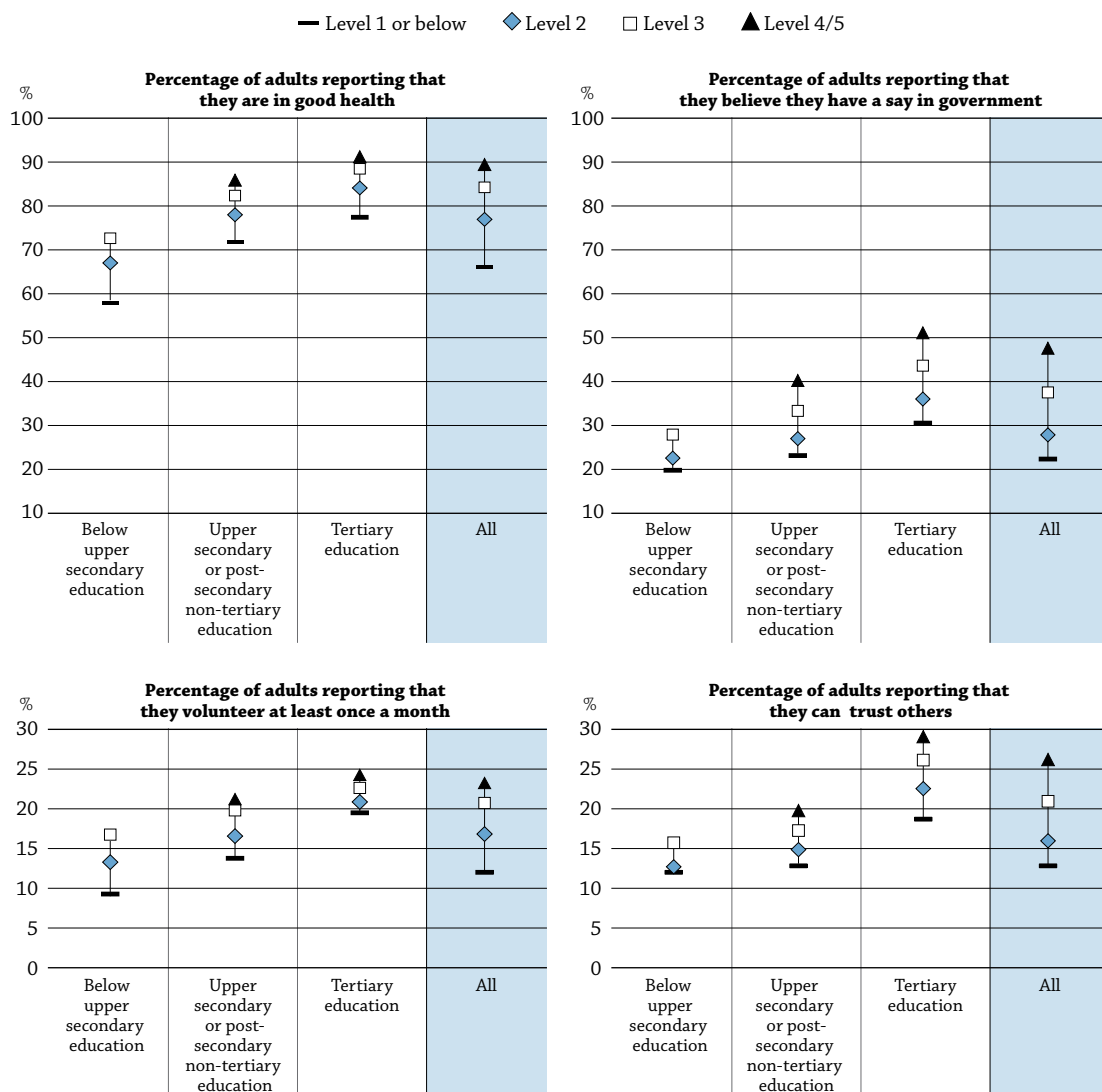 Level 1 or below Level 2 Level 3 Level 4/5
Percentage of adults reporting that
they are in good health
%
100
90
80
70
60
50
40
30
20
10
Below
upper
secondary
education
Upper
secondary
or post-
secondary
non-tertiary
education
Tertiary
education
All
Percentage of adults reporting that
they believe they have a say in government
%
100
90
80
70
60
50
40
30
20
10
Below
upper
secondary
education
Upper
secondary
or post-
secondary
non-tertiary
education
Tertiary
education
All
Percentage of adults reporting that
they volunteer at least once a month
%
30
25
20
15
10
5
0
Below
upper
secondary
education
Upper
secondary
or post-
secondary
non-tertiary
education
Tertiary
education
All
Percentage of adults reporting that
they can trust others
%
30
25
20
15
10
5
0
Below
upper
secondary
education
Upper
secondary
or post-
secondary
non-tertiary
education
Tertiary
education
All